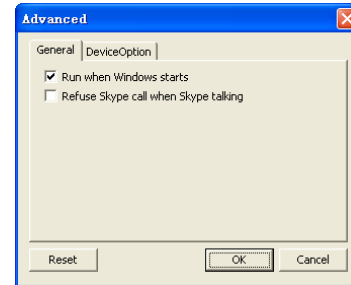 Advanced
General DeviceOption
Run when Windows starts
Refuse Skype call when Skype talking
Reset OK Cancel